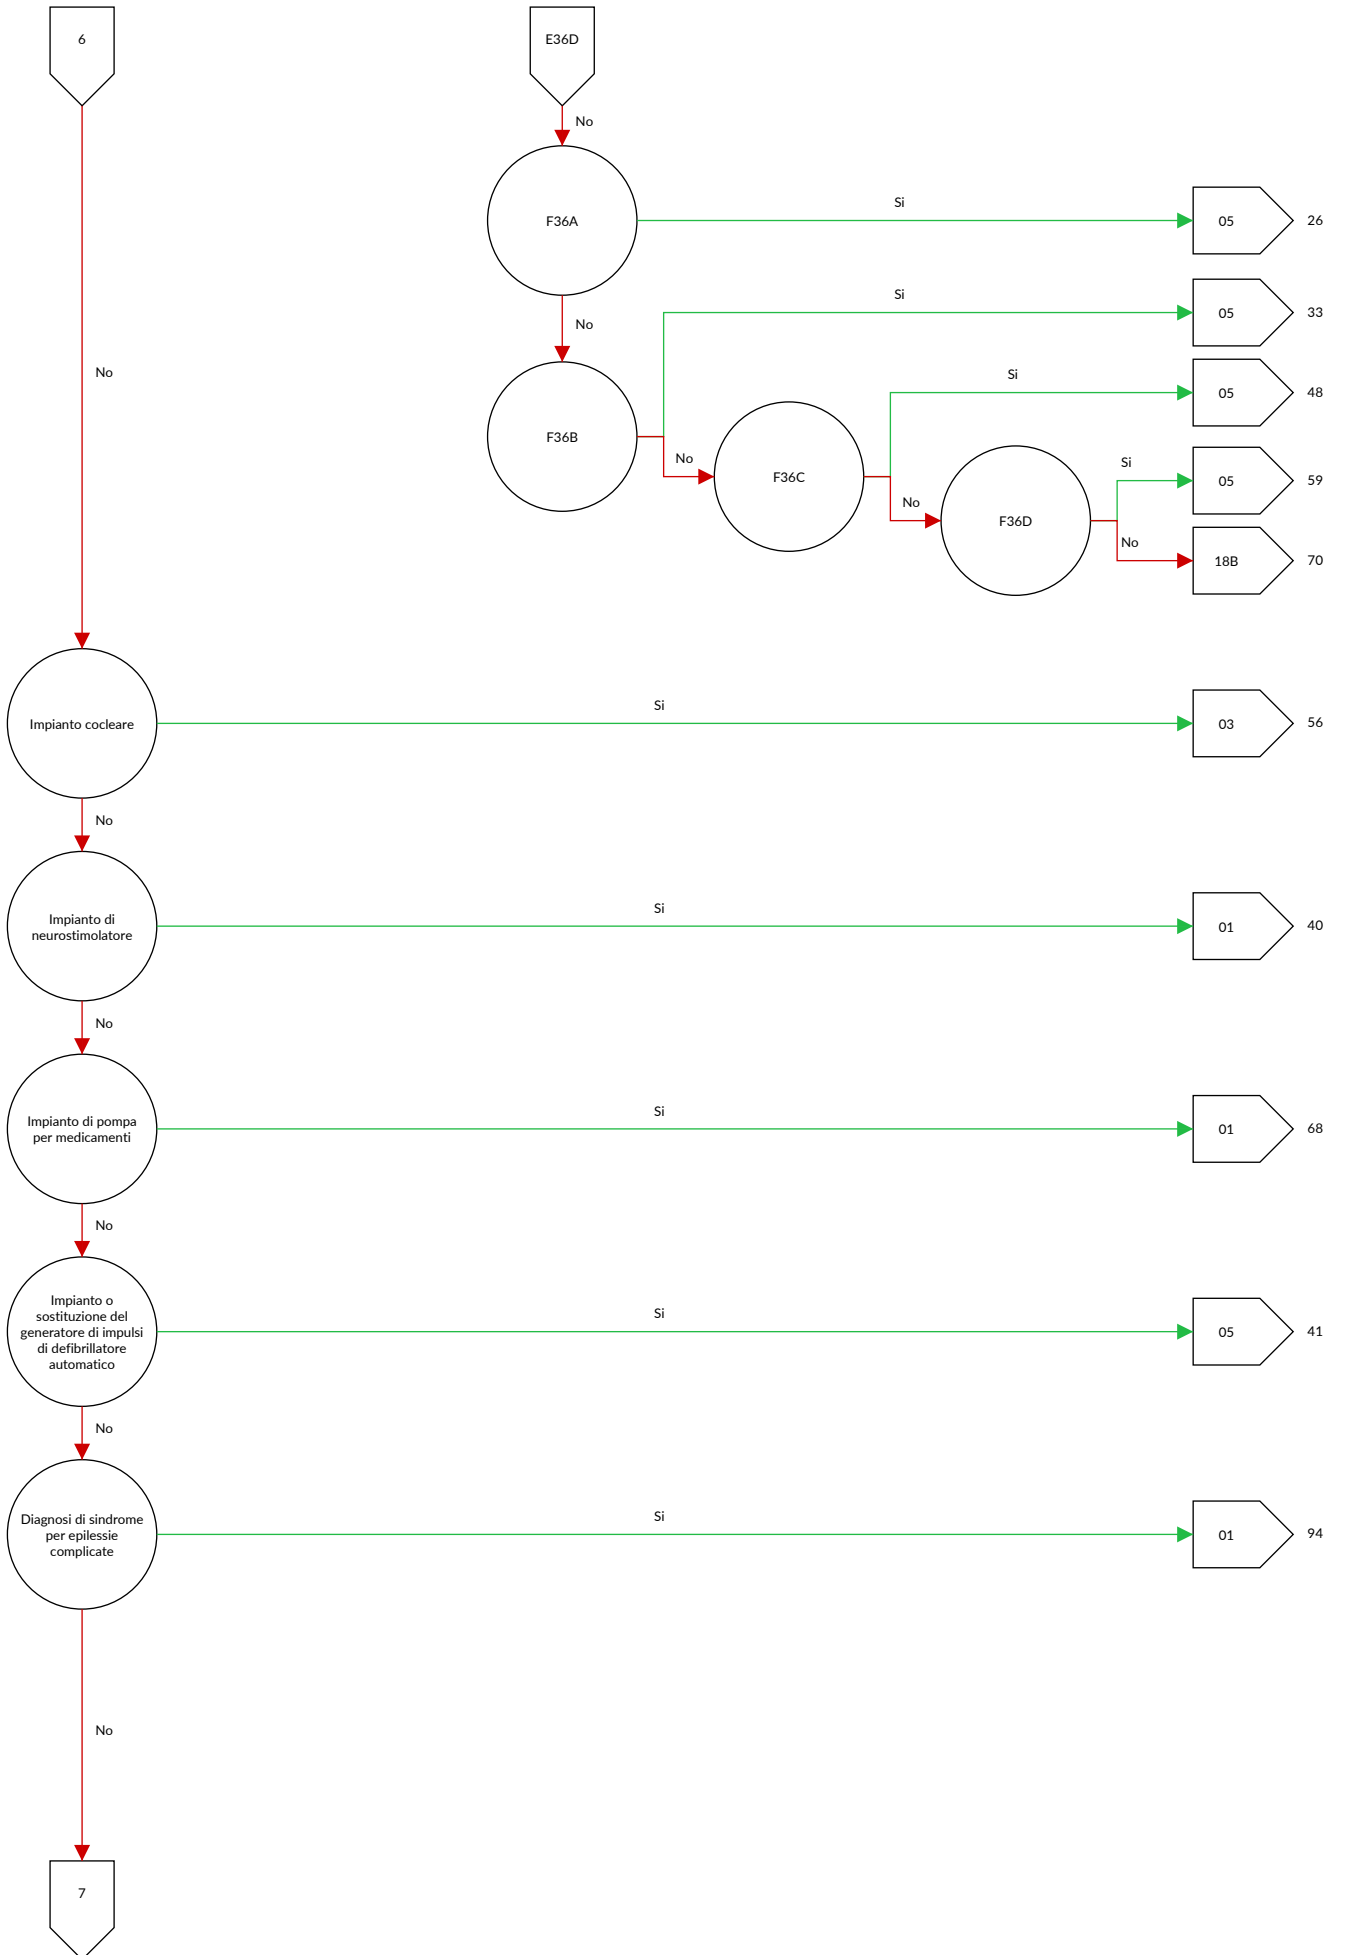 6
E36D
No
F36A
Si
05
26
No
Si
05
33
No
F36B
No
F36C
Si
05
48
No
F36D
Si
05
59
No
18B
70
Impianto cocleare
Si
03
56
No
Impianto di
neurostimolatore
Si
01
40
No
Impianto di pompa
per medicamenti
Si
01
68
No
Impianto o
sostituzione del
generatore di impulsi
di defibrillatore
automatico
Si
05
41
No
Diagnosi di sindrome
per epilessie
complicate
Si
01
94
No
7